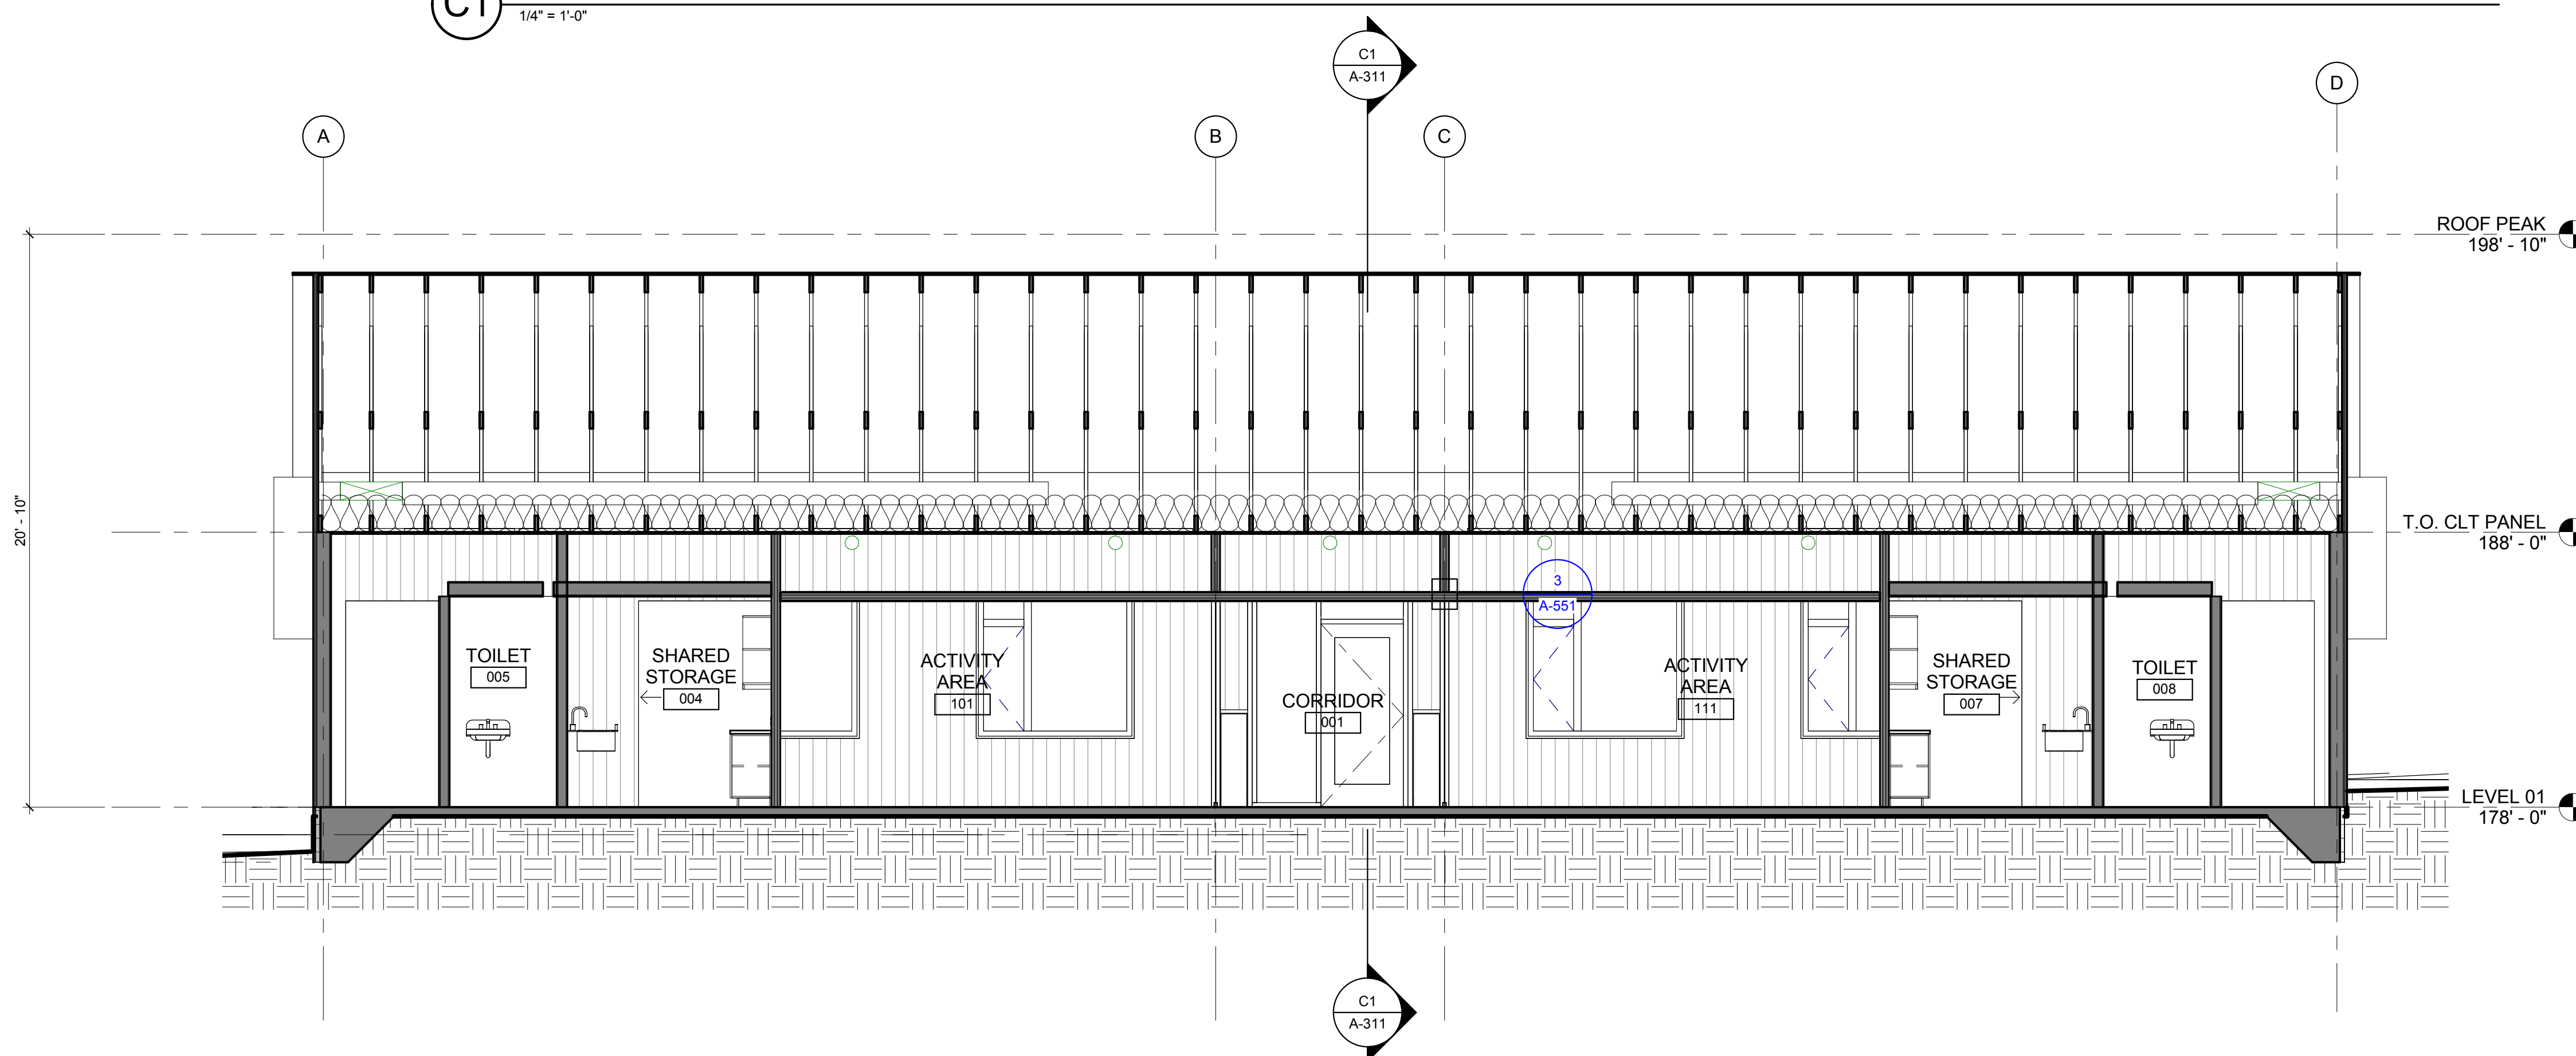 C1
1/4" = 1'-0"
C1
A-311
A
B
C
D
ROOF PEAK
198' - 10"
20' - 10"
T.O. CLT PANEL
188' - 0"
3
A-551
TOILET
005
SHARED
STORAGE
004
ACTIVITY
AREA
101
CORRIDOR
001
ACTIVITY
AREA
111
SHARED
STORAGE
007
TOILET
008
LEVEL 01
178' - 0"
C1
A-311